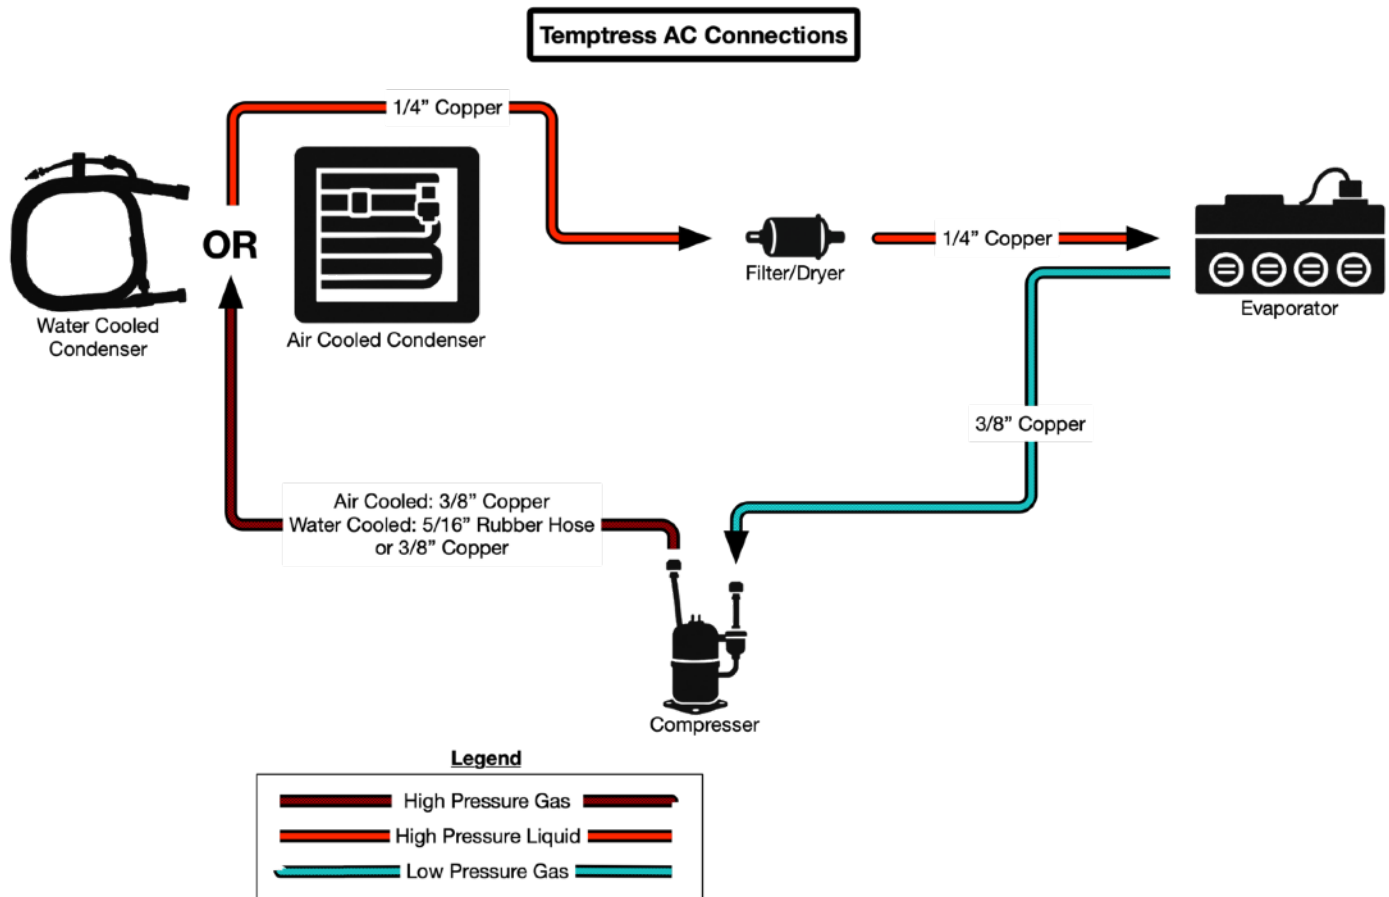 Temptress AC Connections
1/4” Copper
OR
Water Cooled
Condenser
Air Cooled Condenser
Filter/Dryer
1/4” Copper
Evaporator
3/8” Copper
Air Cooled: 3/8” Copper
Water Cooled: 5/16” Rubber Hose
or 3/8” Copper
Compresser
Legend
High Pressure Gas
High Pressure Liquid
Low Pressure Gas